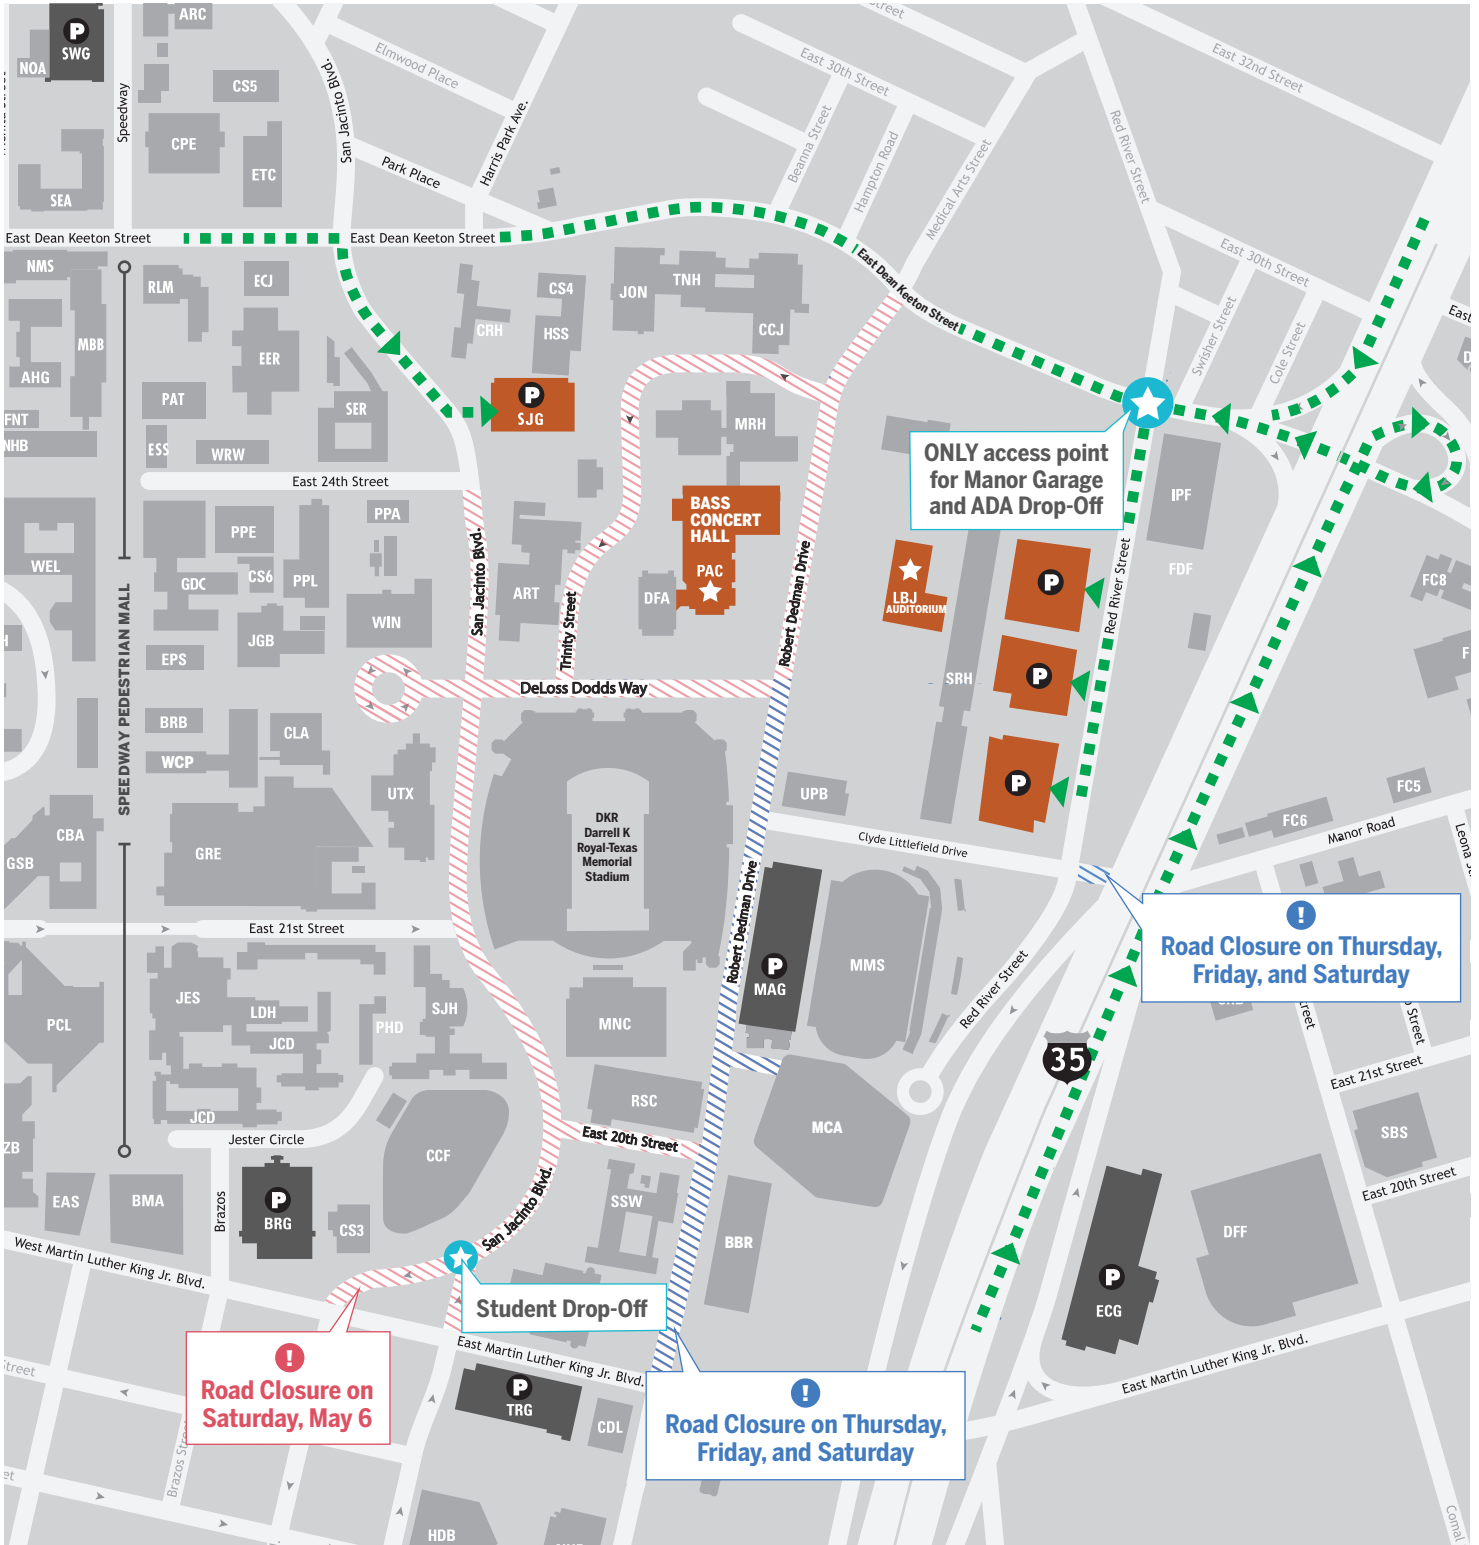 ARC
P
SWG
NOA
Speedway
CS5
San Jacinto Blvd.
Elmwood Place
East 30th Street
East 32nd Street
CPE
ETC
SEA
Park Place
Harris Park Ave.
Beanna Street
Hampton Road
Medical Arts Street
Red River Street
East Dean Keeton Street
East Dean Keeton Street
East Dean Keeton Street
East 30th Street
NMS
RLM
ECJ
MBB
AHG
EER
CRH
CS4
HSS
JON
TNH
CCJ
Swisher Street
Cole Street
PAT
SER
P
SJG
MRH
FNT
NHB
ESS
WRW
East 24th Street
ONLY access point
for Manor Garage
and ADA Drop-Off
IPF
BASS
CONCERT
HALL
PAC
PPE
PPA
WEL
GDC
CS6
PPL
San Jacinto Blvd.
ART
Trinity Street
DFA
Robert Dedman Drive
LBJ
AUDITORIUM
P
Red River Street
FDF
FC8
WIN
JGB
EPS
SPEEDWAY PEDESTRIAN MALL
DeLoss Dodds Way
SRH
P
BRB
CLA
WCP
UTX
UPB
P
FC5
FC6
Manor Road
CBA
GSB
GRE
DKR
Darrell K
Royal-Texas
Memorial
Stadium
Clyde Littlefield Drive
Robert Dedman Drive
East 21st Street
!
Road Closure on Thursday,
Friday, and Saturday
P
MAG
MMS
Red River Street
JES
LDH
JCD
PHD
SJH
PCL
MNC
35
East 21st Street
JCD
RSC
MCA
SBS
Jester Circle
East 20th Street
East 20th Street
ZB
CCF
EAS
BMA
Brazos
P
BRG
CS3
San Jacinto Blvd.
SSW
BBR
DFF
P
ECG
West Martin Luther King Jr. Blvd.
Student Drop-Off
East Martin Luther King Jr. Blvd.
East Martin Luther King Jr. Blvd.
!
Road Closure on
Saturday, May 6
P
TRG
CDL
!
Road Closure on Thursday,
Friday, and Saturday
HDB
Comal